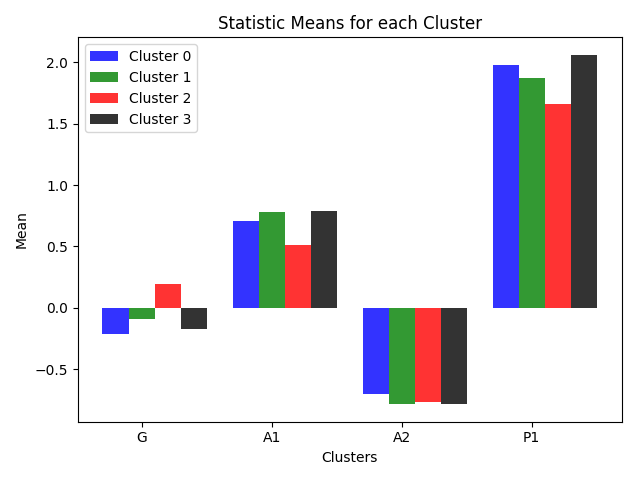 Statistic Means for each Cluster
Cluster 0
Cluster 1
Cluster 2
Cluster 3
2.0
1.5
1.0
0.5
0.0
−0.5
Mean
G A1 A2 P1
Clusters